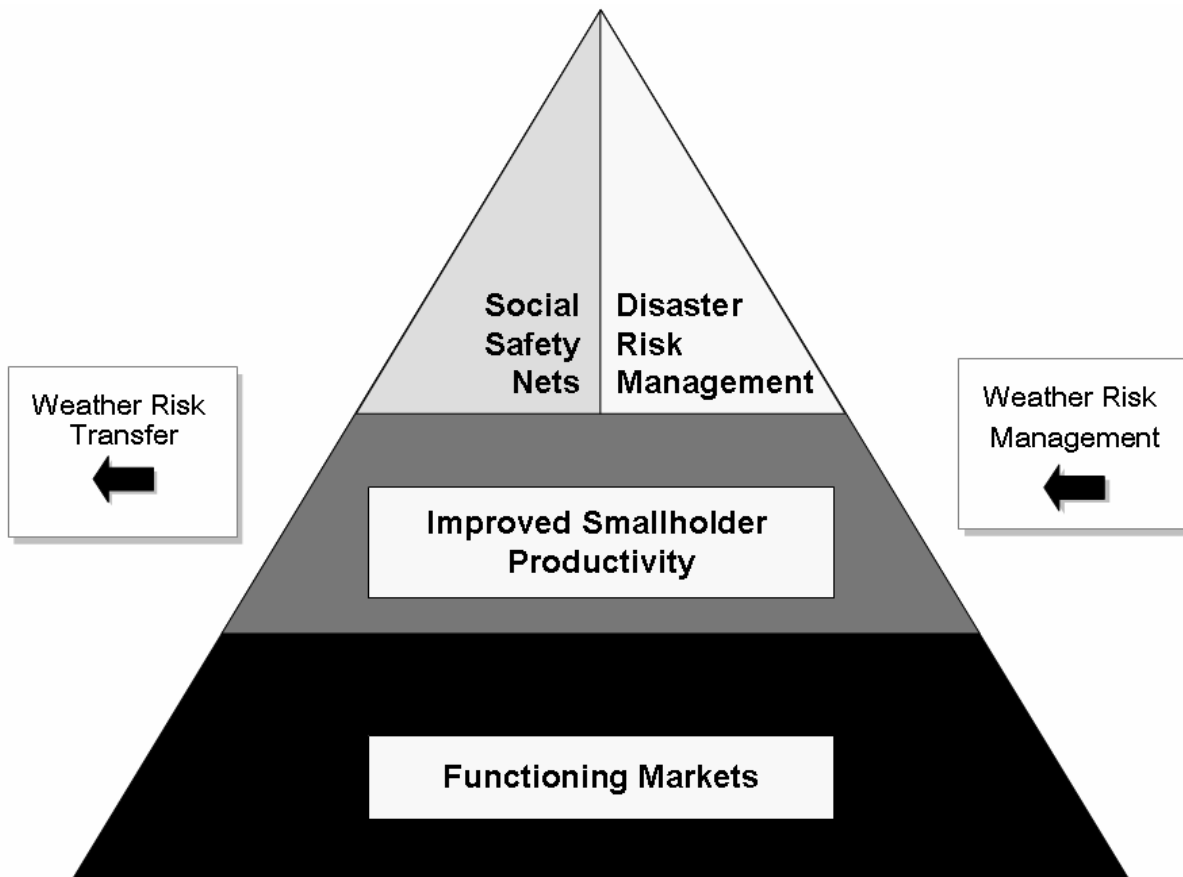 Social
Safety
Nets
Disaster
Risk
Management
Weather Risk
Transfer
Weather Risk
Management
Improved Smallholder
Productivity
Functioning Markets